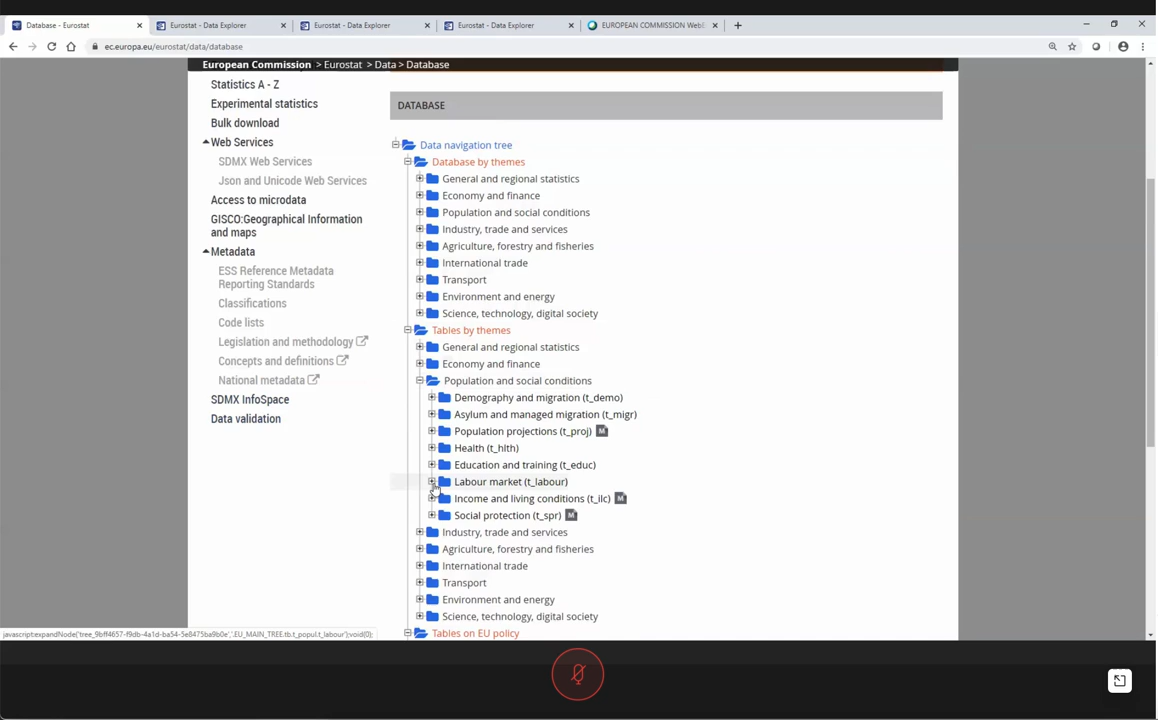 Database - Eurostat
Eurostat - Data Explorer
Eurostat - Data Explorer
Eurostat - Data Explorer
EUROPEAN COMMISSION Web
ec.europa.eu/eurostat/data/database
European Commission > Eurostat > Data > Database
Statistics A - Z
Experimental statistics
Bulk download
Web Services
SDMX Web Services
Json and Unicode Web Services
Access to microdata
GISCO:Geographical Information
and maps
Metadata
ESS Reference Metadata
Reporting Standards
Classifications
Code lists
Legislation and methodology
Concepts and definitions
National metadata
SDMX InfoSpace
Data validation
DATABASE
Data navigation tree
Database by themes
General and regional statistics
Economy and finance
Population and social conditions
Industry, trade and services
Agriculture, forestry and fisheries
International trade
Transport
Environment and energy
Science, technology, digital society
Tables by themes
General and regional statistics
Economy and finance
Population and social conditions
Demography and migration (t_demo)
Asylum and managed migration (t_migr)
Population projections (t_proj) M
Health (t_hlth)
Education and training (t_educ)
Labour market (t_labour)
Income and living conditions (t_ilc) M
Social protection (t_spr) M
Industry, trade and services
Agriculture, forestry and fisheries
International trade
Transport
Environment and energy
Science, technology, digital society
Tables on EU policy